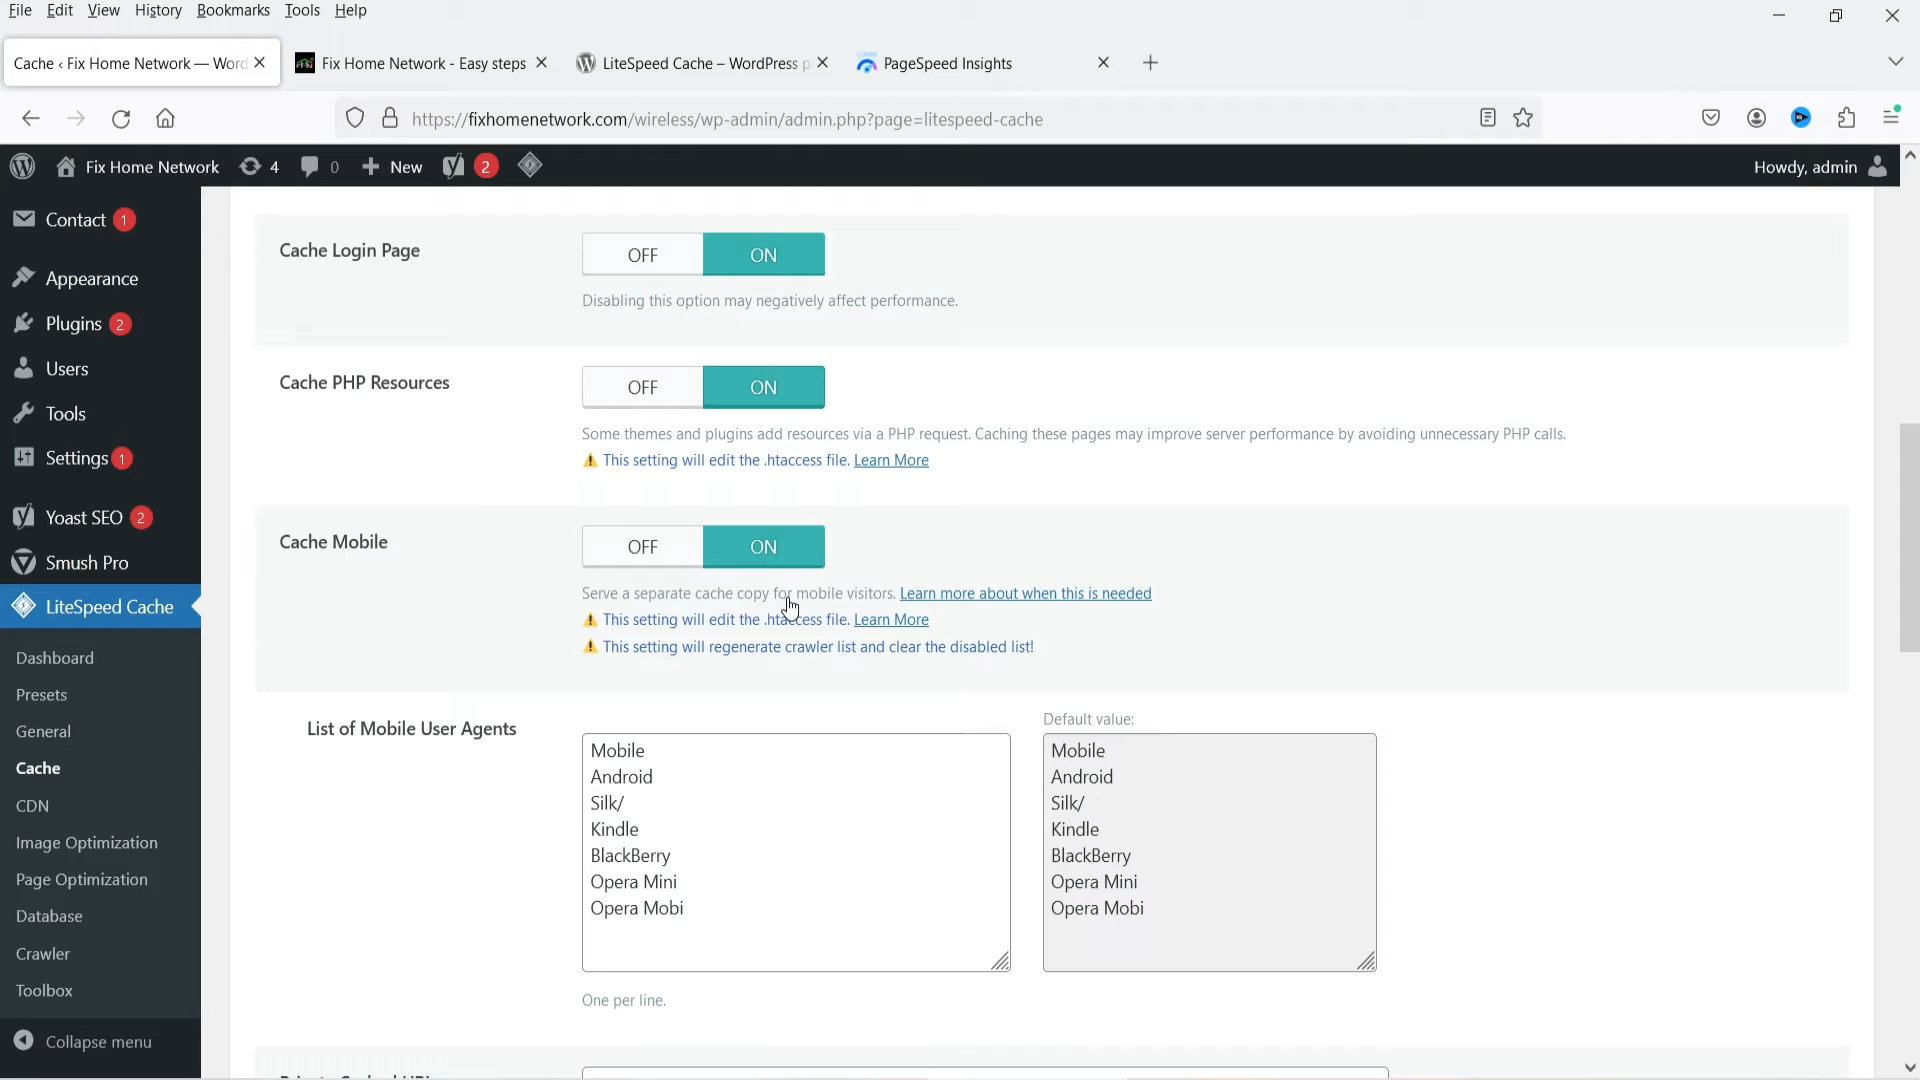 File Edit View History Bookmarks Tools Help
Cache ‹ Fix Home Network — Word
Fix Home Network - Easy steps
LiteSpeed Cache – WordPress p
PageSpeed Insights
https://fixhomenetwork.com/wireless/wp-admin/admin.php?page=litespeed-cache
Fix Home Network 4 0 New 2
Howdy, admin
Contact 1
Appearance
Plugins 2
Users
Tools
Settings 1
Yoast SEO 2
Smush Pro
LiteSpeed Cache
Dashboard
Presets
General
Cache
CDN
Image Optimization
Page Optimization
Database
Crawler
Toolbox
Collapse menu
Cache Login Page
OFF ON
Disabling this option may negatively affect performance.
Cache PHP Resources
OFF ON
Some themes and plugins add resources via a PHP request. Caching these pages may improve server performance by avoiding unnecessary PHP calls.
This setting will edit the .htaccess file. Learn More
Cache Mobile
OFF ON
Serve a separate cache copy for mobile visitors. Learn more about when this is needed
This setting will edit the .htaccess file. Learn More
This setting will regenerate crawler list and clear the disabled list!
List of Mobile User Agents
Mobile
Android
Silk/
Kindle
BlackBerry
Opera Mini
Opera Mobi
Default value:
Mobile
Android
Silk/
Kindle
BlackBerry
Opera Mini
Opera Mobi
One per line.